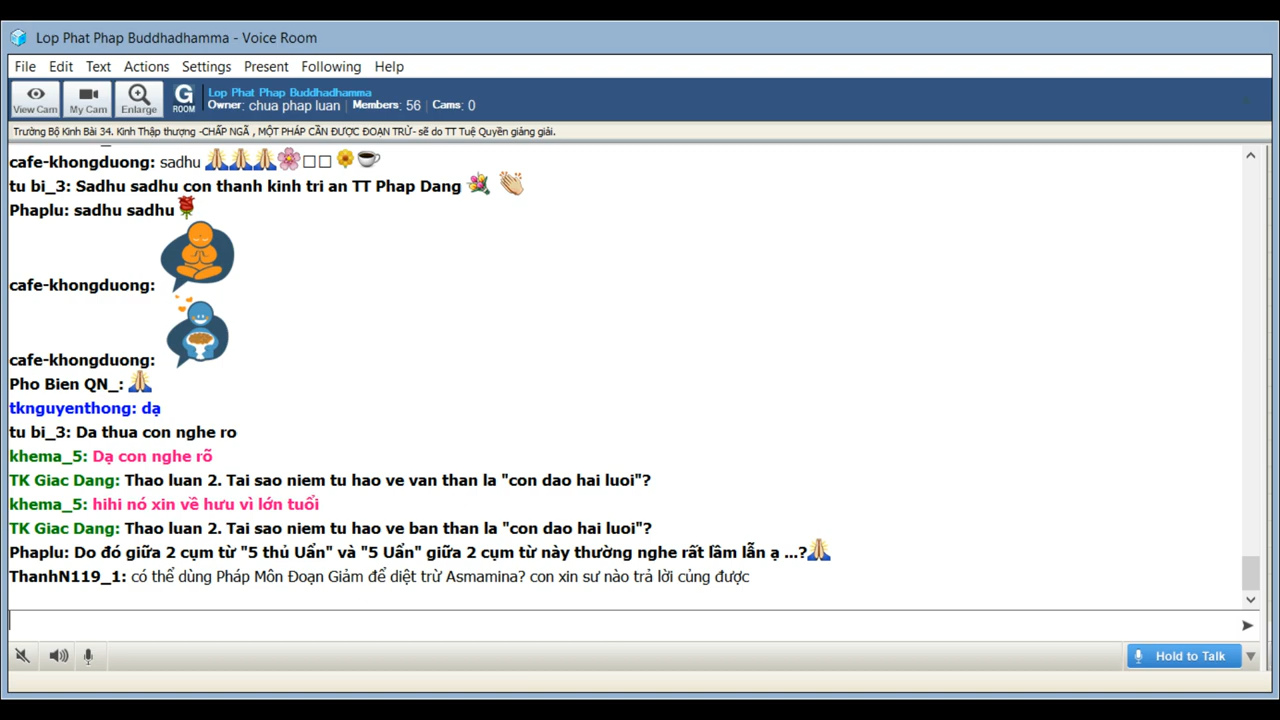 Lop Phat Phap Buddhadhamma - Voice Room
File Edit Text Actions Settings Present Following Help
View Cam My Cam Enlarge G ROOM Lop Phat Phap Buddhadhamma
Owner: chua phap luan | Members: 56 | Cams: 0
Trường Bộ Kinh Bài 34. Kinh Thập thượng -CHẤP NGÃ , MỘT PHÁP CẦN ĐƯỢC ĐOẠN TRỪ- sẽ do TT Tuệ Quyền giảng giải.
cafe-khongduong: sadhu 🙏🙏🙏🌸□□🌼☕
tu bi_3: Sadhu sadhu con thanh kinh tri an TT Phap Dang 💐 👏
Phaplu: sadhu sadhu🌹
cafe-khongduong:
cafe-khongduong:
Pho Bien QN_: 🙏
tknguyenthong: dạ
tu bi_3: Da thua con nghe ro
khema_5: Dạ con nghe rõ
TK Giac Dang: Thao luan 2. Tai sao niem tu hao ve van than la "con dao hai luoi"?
khema_5: hihi nó xin về hưu vì lớn tuổi
TK Giac Dang: Thao luan 2. Tai sao niem tu hao ve ban than la "con dao hai luoi"?
Phaplu: Do đó giữa 2 cụm từ "5 thủ Uẩn" và "5 Uẩn" giữa 2 cụm từ này thường nghe rất lầm lẫn ạ ...?🙏
ThanhN119_1: có thể dùng Pháp Môn Đoạn Giảm để diệt trừ Asmamina? con xin sư nào trả lời củng được
Hold to Talk